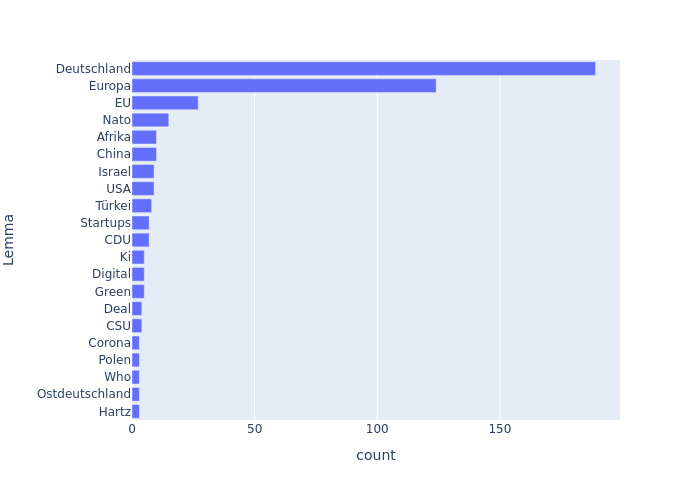 Deutschland
Europa
EU
Nato
Afrika
China
Israel
USA
Türkei
Startups
CDU
Ki
Digital
Green
Deal
CSU
Corona
Polen
Who
Ostdeutschland
Hartz
Lemma
0 50 100 150
count